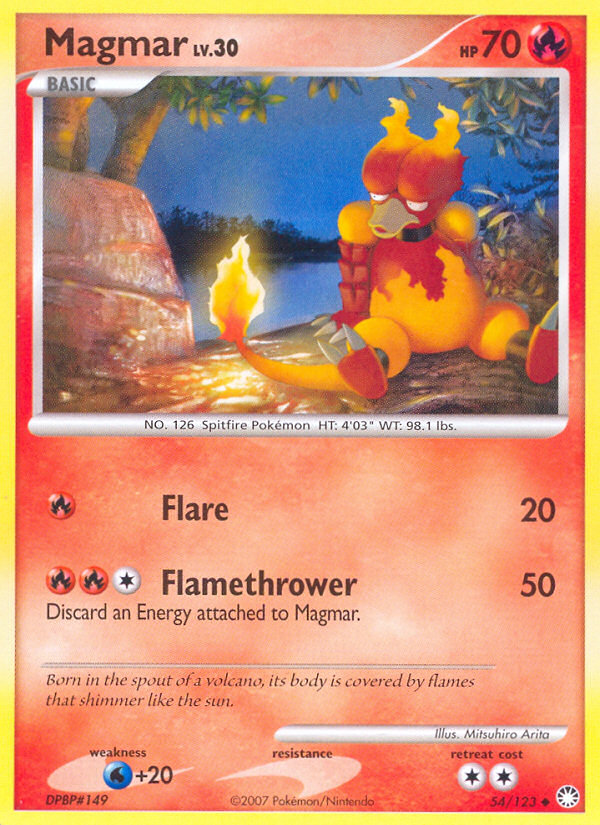 Magmar LV.30 HP 70
BASIC
NO. 126 Spitfire Pokémon HT: 4'03" WT: 98.1 lbs.
Flare 20
Flamethrower 50
Discard an Energy attached to Magmar.
Born in the spout of a volcano, its body is covered by flames
that shimmer like the sun.
Illus. Mitsuhiro Arita
weakness resistance retreat cost
+20
DPBP#149 ©2007 Pokémon/Nintendo 54/123